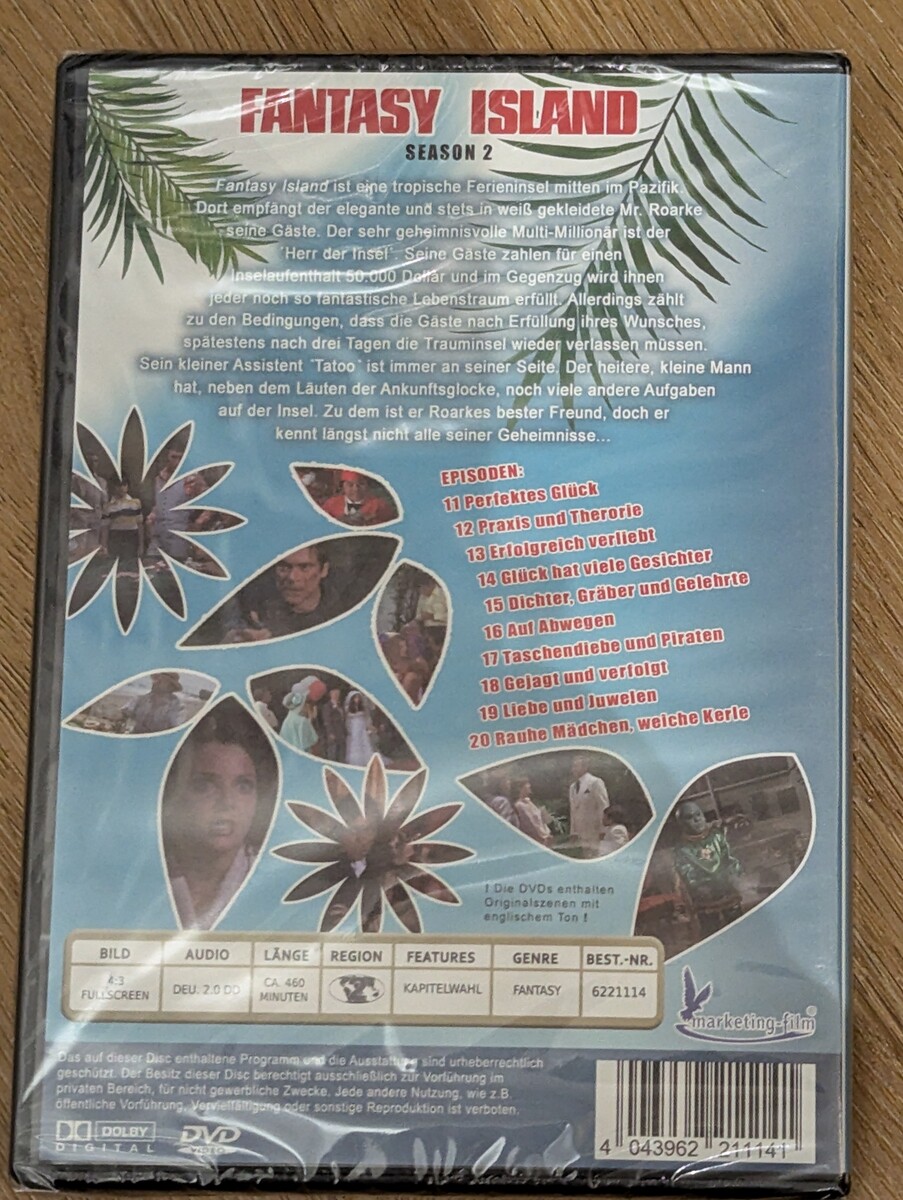 FANTASY ISLAND
SEASON 2
Fantasy Island ist eine tropische Ferieninsel mitten im Pazifik.
Dort empfängt der elegante und stets in weiß gekleidete Mr. Roarke
seine Gäste. Der sehr geheimnisvolle Multi-Millionär ist der
"Herr der Insel". Seine Gäste zahlen für einen
Inselaufenthalt 50.000 Dollar und im Gegenzug wird ihnen
jeder noch so fantastische Lebenstraum erfüllt. Allerdings zählt
zu den Bedingungen, dass die Gäste nach Erfüllung ihres Wunsches,
spätestens nach drei Tagen die Trauminsel wieder verlassen müssen.
Sein kleiner Assistent "Tatoo" ist immer an seiner Seite. Der heitere, kleine Mann
hat, neben dem Läuten der Ankunftsglocke, noch viele andere Aufgaben
auf der Insel. Zu dem ist er Roarkes bester Freund, doch er
kennt längst nicht alle seiner Geheimnisse...
EPISODEN:
11 Perfektes Glück
12 Praxis und Therorie
13 Erfolgreich verliebt
14 Glück hat viele Gesichter
15 Dichter, Gräber und Gelehrte
16 Auf Abwegen
17 Taschendiebe und Piraten
18 Gejagt und verfolgt
19 Liebe und Juwelen
20 Rauhe Mädchen, weiche Kerle
! Die DVDs enthalten
Originalszenen mit
englischem Ton !
BILD AUDIO LÄNGE REGION FEATURES GENRE BEST.-NR.
4:3 FULLSCREEN DEU. 2.0 DD CA. 460 MINUTEN KAPITELWAHL FANTASY 6221114
marketing-film®
Das auf dieser Disc enthaltene Programm und die Ausstattung sind urheberrechtlich
geschützt. Der Besitz dieser Disc berechtigt ausschließlich zur Vorführung im
privaten Bereich, für nicht gewerbliche Zwecke. Jede andere Nutzung, wie z.B.
öffentliche Vorführung, Vervielfältigung oder sonstige Reproduktion ist verboten.
DOLBY
DIGITAL
DVD
VIDEO
4 043962 211141